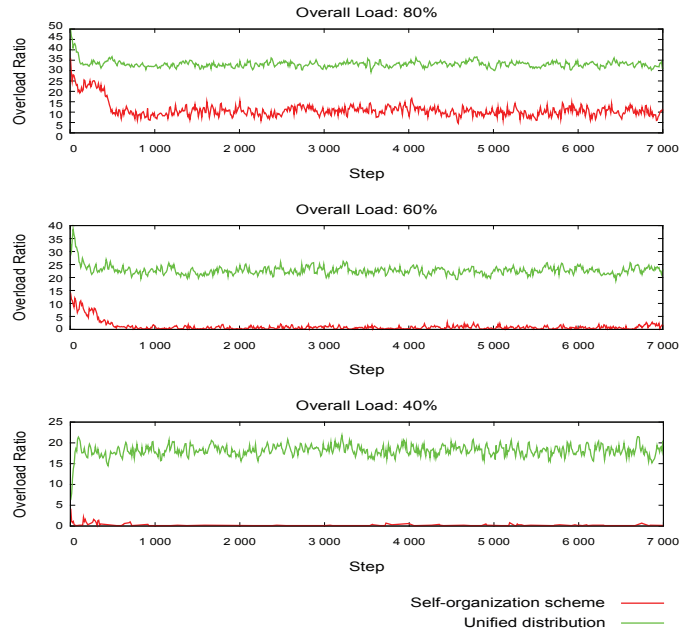 Overall Load: 80%
50
45
40
35
30
25
20
15
10
5
0
Overload Ratio
0 1 000 2 000 3 000 4 000 5 000 6 000 7 000
Step
Overall Load: 60%
40
35
30
25
20
15
10
5
0
Overload Ratio
0 1 000 2 000 3 000 4 000 5 000 6 000 7 000
Step
Overall Load: 40%
25
20
15
10
5
0
Overload Ratio
0 1 000 2 000 3 000 4 000 5 000 6 000 7 000
Step
Self-organization scheme
Unified distribution